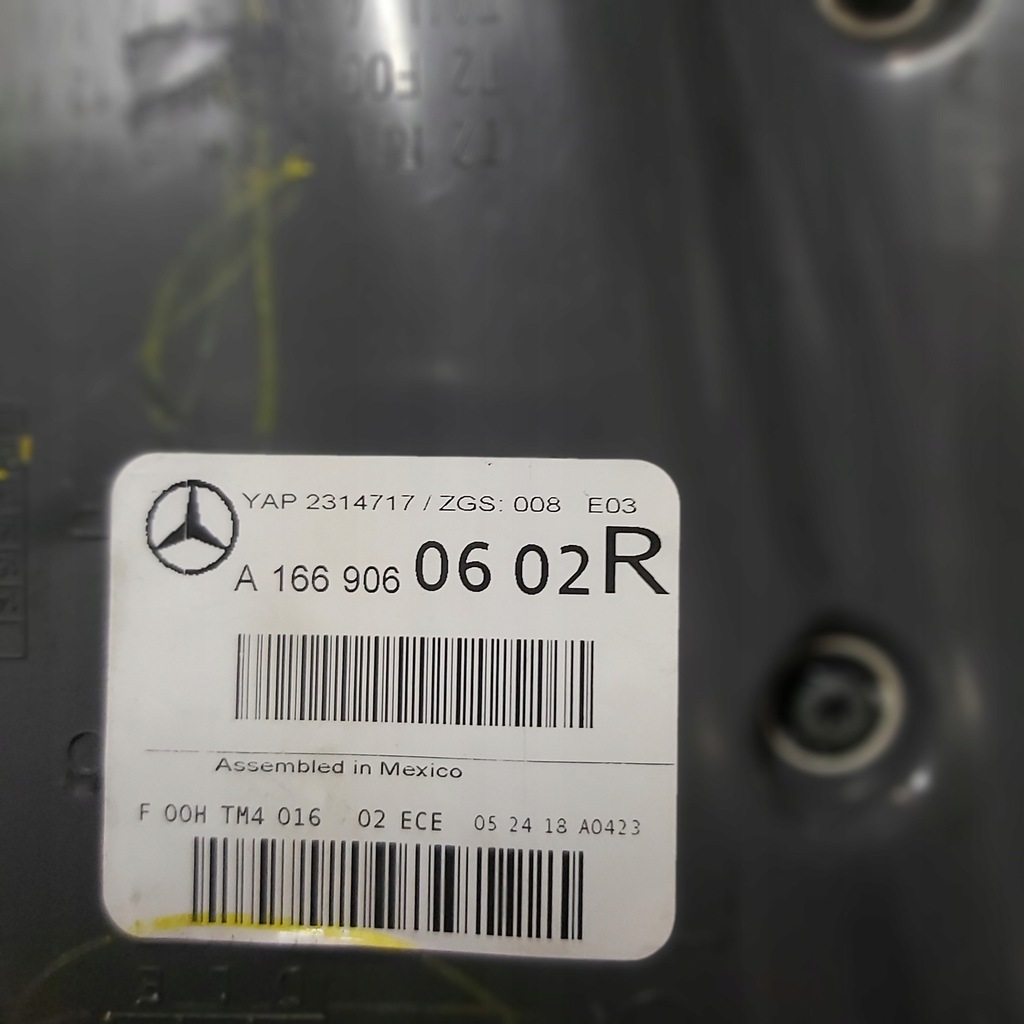 YAP 2314717 / ZGS: 008 E03
A 166 906 06 02 R
Assembled in Mexico
F 00H TM4 016 02 ECE 05 24 18 A0423